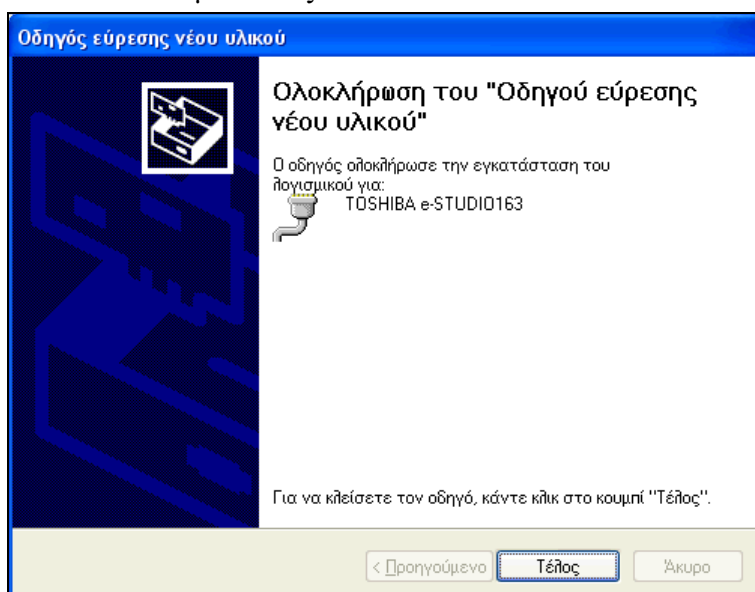 Οδηγός εύρεσης νέου υλικού
Ολοκλήρωση του "Οδηγού εύρεσης
νέου υλικού"
Ο οδηγός ολοκλήρωσε την εγκατάσταση του
λογισμικού για:
TOSHIBA e-STUDIO163
Για να κλείσετε τον οδηγό, κάντε κλικ στο κουμπί "Τέλος".
< Προηγούμενο
Τέλος
Άκυρο